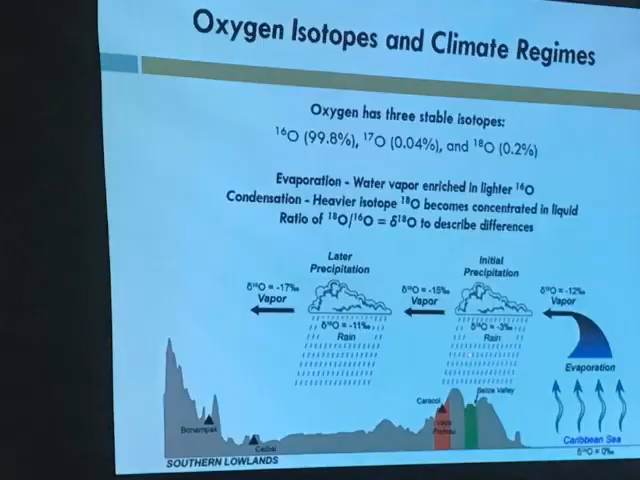 Oxygen Isotopes and Climate Regimes
Oxygen has three stable isotopes:
¹⁶O (99.8%), ¹⁷O (0.04%), and ¹⁸O (0.2%)
Evaporation - Water vapor enriched in lighter ¹⁶O
Condensation - Heavier isotope ¹⁸O becomes concentrated in liquid
Ratio of ¹⁸O/¹⁶O = δ¹⁸O to describe differences
Later
Precipitation
Initial
Precipitation
δ¹⁸O = -17‰
Vapor
δ¹⁸O = -15‰
Vapor
δ¹⁸O = -12‰
Vapor
δ¹⁸O = -11‰
Rain
δ¹⁸O = -3‰
Rain
Evaporation
Belize Valley
Caracol
Vaca
Plateau
Bonampak
Ceibal
Caribbean Sea
δ¹⁸O = 0‰
SOUTHERN LOWLANDS